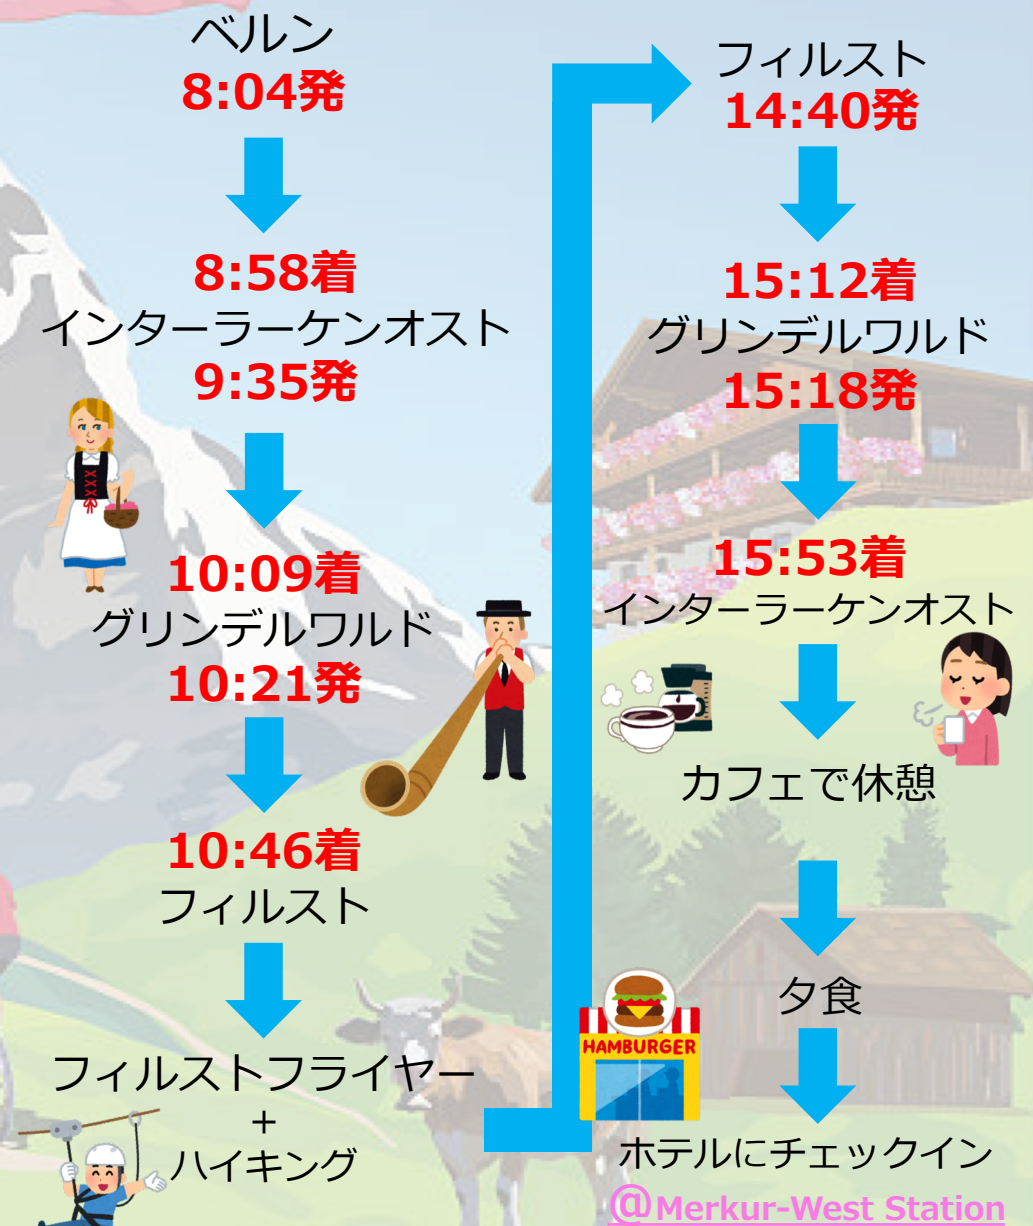 ベルン
8:04発
8:58着
インターラーケンオスト
9:35発
10:09着
グリンデルワルド
10:21発
10:46着
フィルスト
フィルストフライヤー
+
ハイキング
フィルスト
14:40発
15:12着
グリンデルワルド
15:18発
15:53着
インターラーケンオスト
カフェで休憩
夕食
HAMBURGER
ホテルにチェックイン
@Merkur-West Station